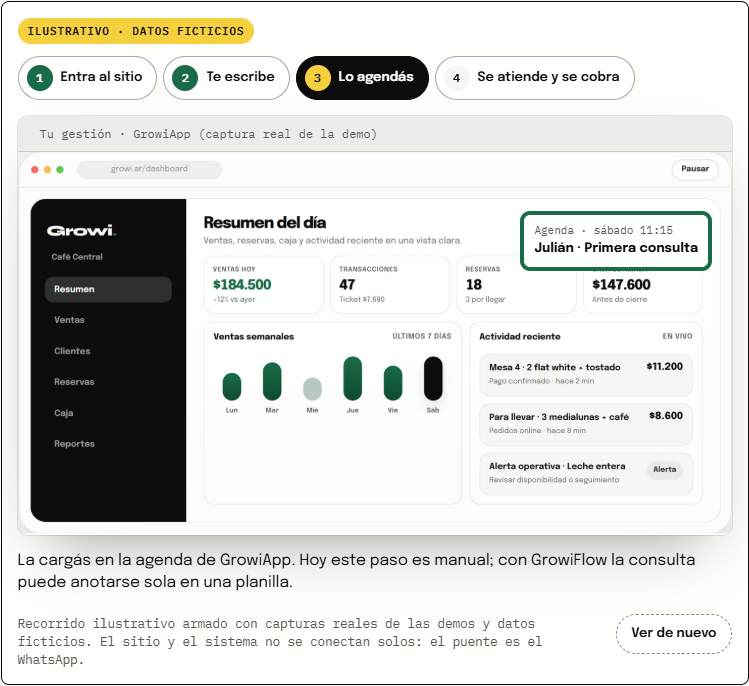 ILUSTRATIVO · DATOS FICTICIOS
1 Entra al sitio
2 Te escribe
3 Lo agendás
4 Se atiende y se cobra
Tu gestión · GrowiApp (captura real de la demo)
growi.ar/dashboard
Pausar
Growi.
Café Central
Resumen
Ventas
Clientes
Reservas
Caja
Reportes
Resumen del día
Ventas, reservas, caja y actividad reciente en una vista clara.
Agenda · sábado 11:15
Julián · Primera consulta
VENTAS HOY
$184.500
+12% vs ayer
TRANSACCIONES
47
Ticket $7.690
RESERVAS
18
3 por llegar
$147.600
Antes de cierre
Ventas semanales
ÚLTIMOS 7 DÍAS
Lun Mar Mié Jue Vie Sáb
Actividad reciente
EN VIVO
Mesa 4 · 2 flat white + tostado
$11.200
Pago confirmado · hace 2 min
Para llevar · 3 medialunas + café
$8.600
Pedidos online · hace 8 min
Alerta operativa · Leche entera
Alerta
Revisar disponibilidad o seguimiento
La cargás en la agenda de GrowiApp. Hoy este paso es manual; con GrowiFlow la consulta
puede anotarse sola en una planilla.
Recorrido ilustrativo armado con capturas reales de las demos y datos
ficticios. El sitio y el sistema no se conectan solos: el puente es el
WhatsApp.
Ver de nuevo